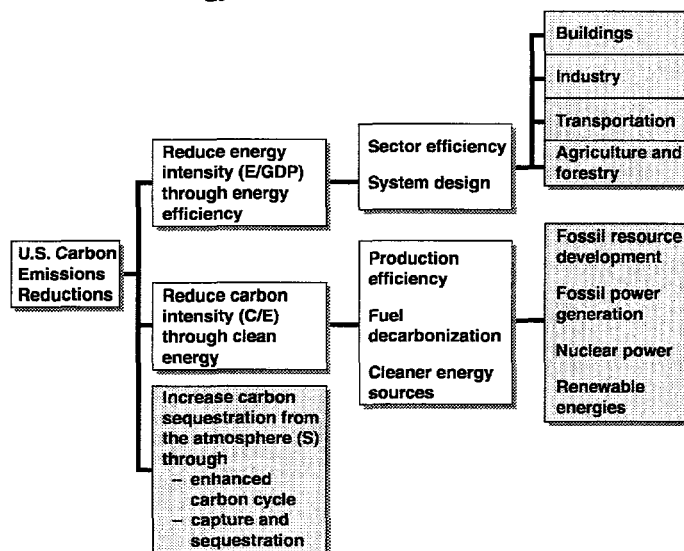 Buildings
Industry
Transportation
Agriculture and
forestry
Sector efficiency
System design
Reduce energy
intensity (E/GDP)
through energy
efficiency
U.S. Carbon
Emissions
Reductions
Reduce carbon
intensity (C/E)
through clean
energy
Production
efficiency
Fuel
decarbonization
Cleaner energy
sources
Fossil resource
development
Fossil power
generation
Nuclear power
Renewable
energies
Increase carbon
sequestration from
the atmosphere (S)
through
– enhanced
carbon cycle
– capture and
sequestration